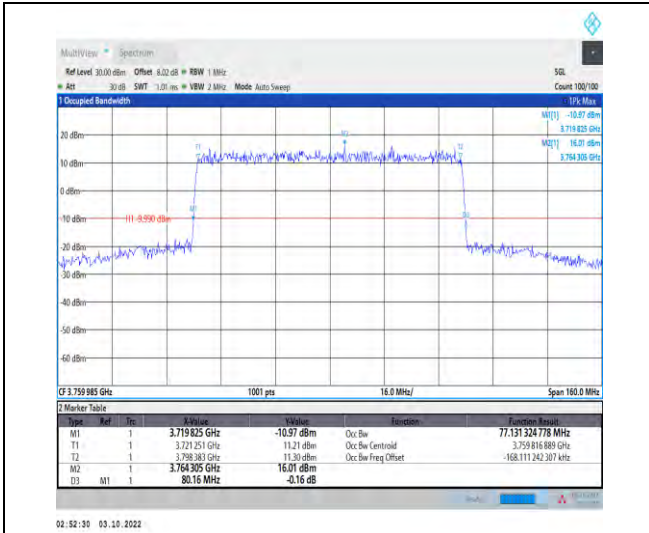 MultiView Spectrum
Ref Level 30.00 dBm Offset 8.02 dB RBW 1 MHz SGL
Att 30 dB SWT 1.01 ms VBW 2 MHz Mode Auto Sweep Count 100/100
1 Occupied Bandwidth 1Pk Max
M1[1] -10.97 dBm
3.719 825 GHz
M2[1] 16.01 dBm
3.764 305 GHz
20 dBm
T1 M2 T2
10 dBm
0 dBm
M1 D3
-10 dBm H1 -9.990 dBm
-20 dBm
-30 dBm
-40 dBm
-50 dBm
-60 dBm
CF 3.759 985 GHz 1001 pts 16.0 MHz/ Span 160.0 MHz
2 Marker Table
Type Ref Trc X-Value Y-Value Function Function Result
M1 1 3.719 825 GHz -10.97 dBm Occ Bw 77.131 324 778 MHz
T1 1 3.721 251 GHz 11.21 dBm Occ Bw Centroid 3.759 816 889 GHz
T2 1 3.798 383 GHz 11.30 dBm Occ Bw Freq Offset -168.111 242 307 kHz
M2 1 3.764 305 GHz 16.01 dBm
D3 M1 1 80.16 MHz -0.16 dB
02:52:30 03.10.2022